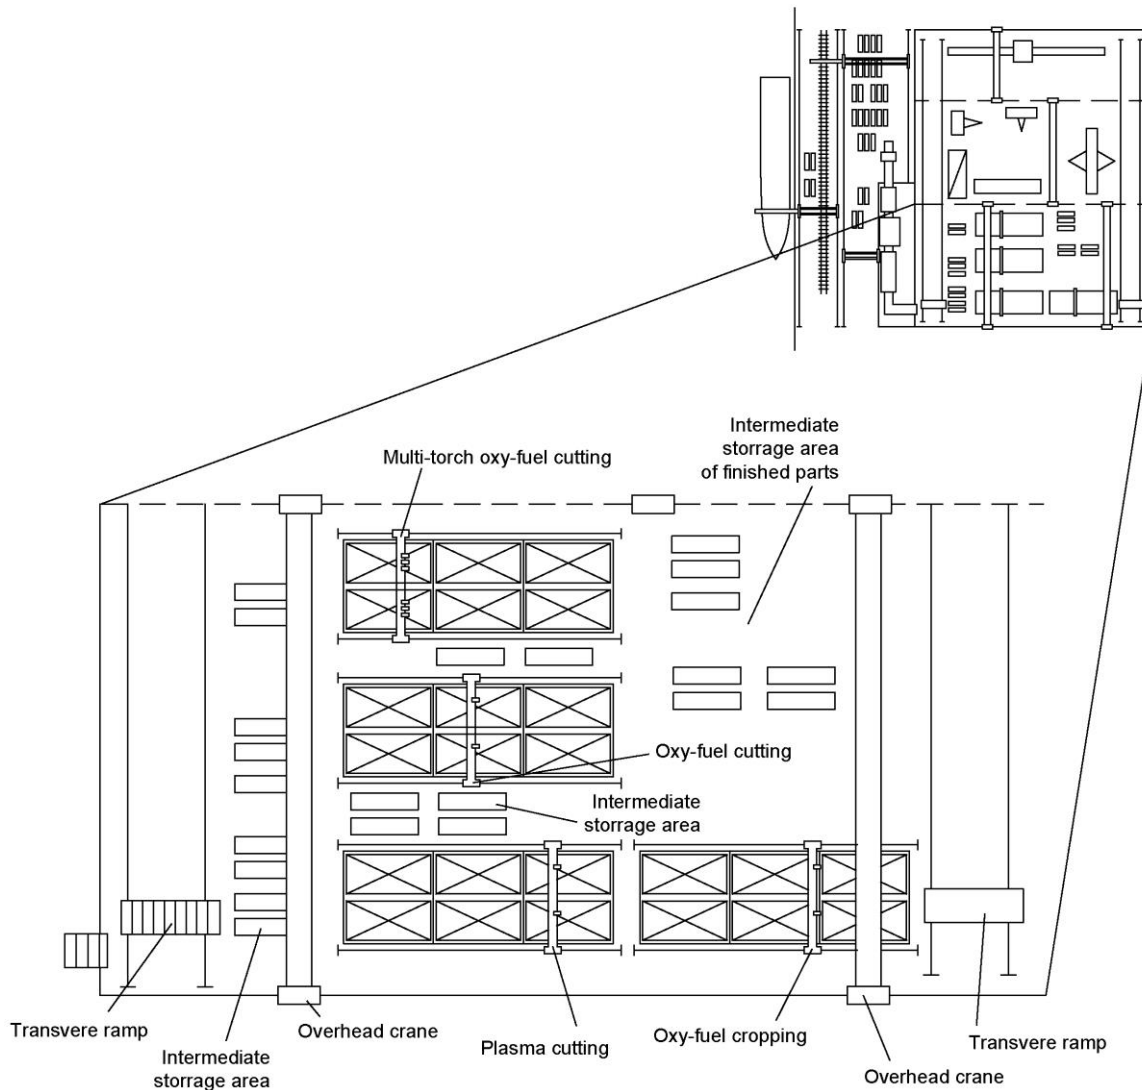 Intermediate
storrage area
of finished parts
Multi-torch oxy-fuel cutting
Oxy-fuel cutting
Intermediate
storrage area
Transvere ramp
Intermediate
storrage area
Overhead crane
Plasma cutting
Oxy-fuel cropping
Overhead crane
Transvere ramp